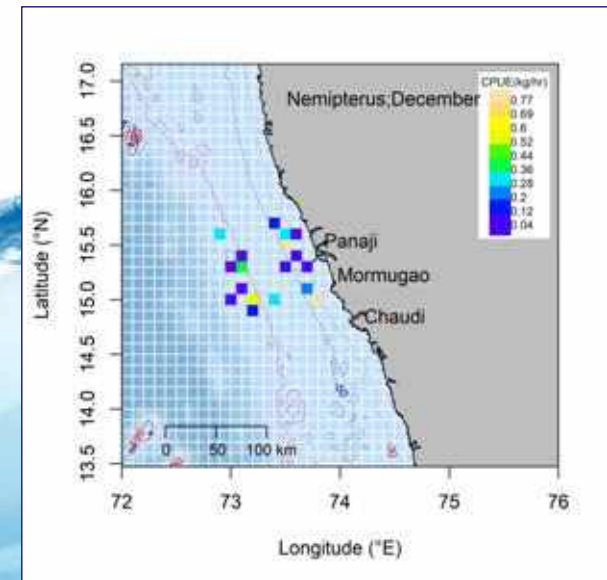 Nemipterus;December
CPUE(kg/hr)
0.77
0.69
0.6
0.52
0.44
0.36
0.28
0.2
0.12
0.04
Panaji
Mormugao
Chaudi
Latitude (°N)
17.0
16.5
16.0
15.5
15.0
14.5
14.0
13.5
0 50 100 km
72 73 74 75 76
Longitude (°E)